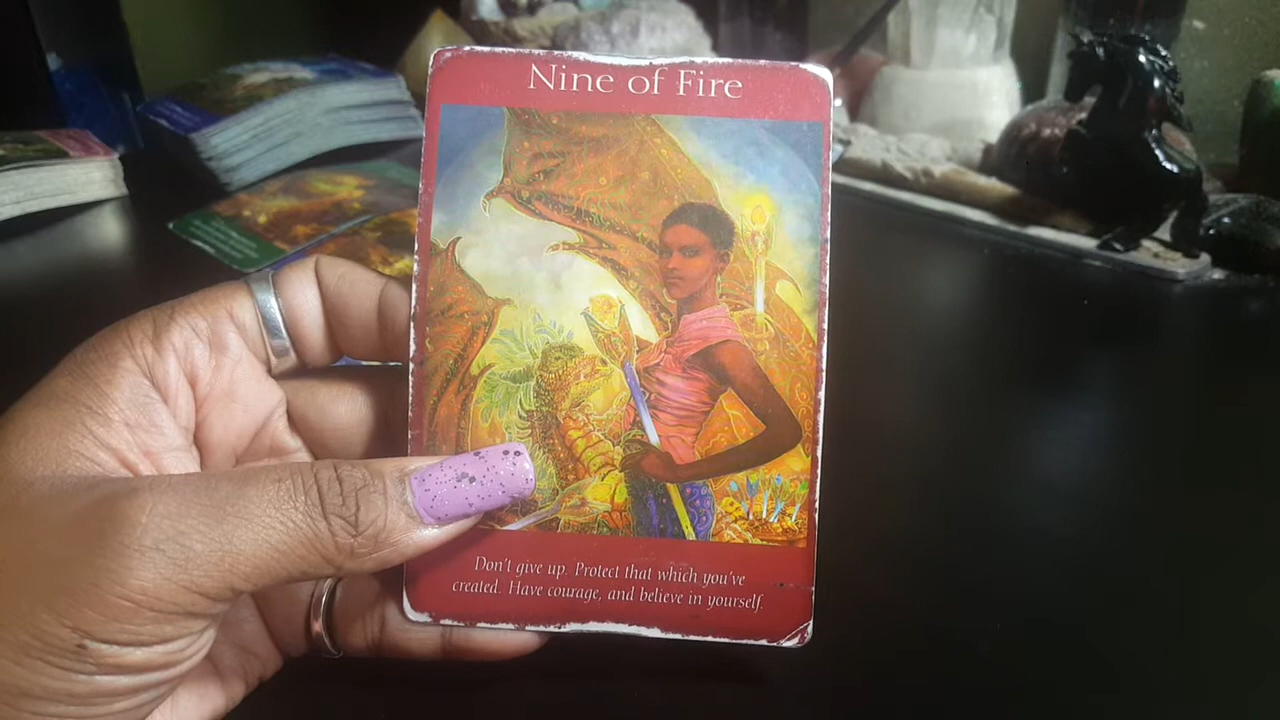 Nine of Fire
Don't give up. Protect that which you've
created. Have courage, and believe in yourself.